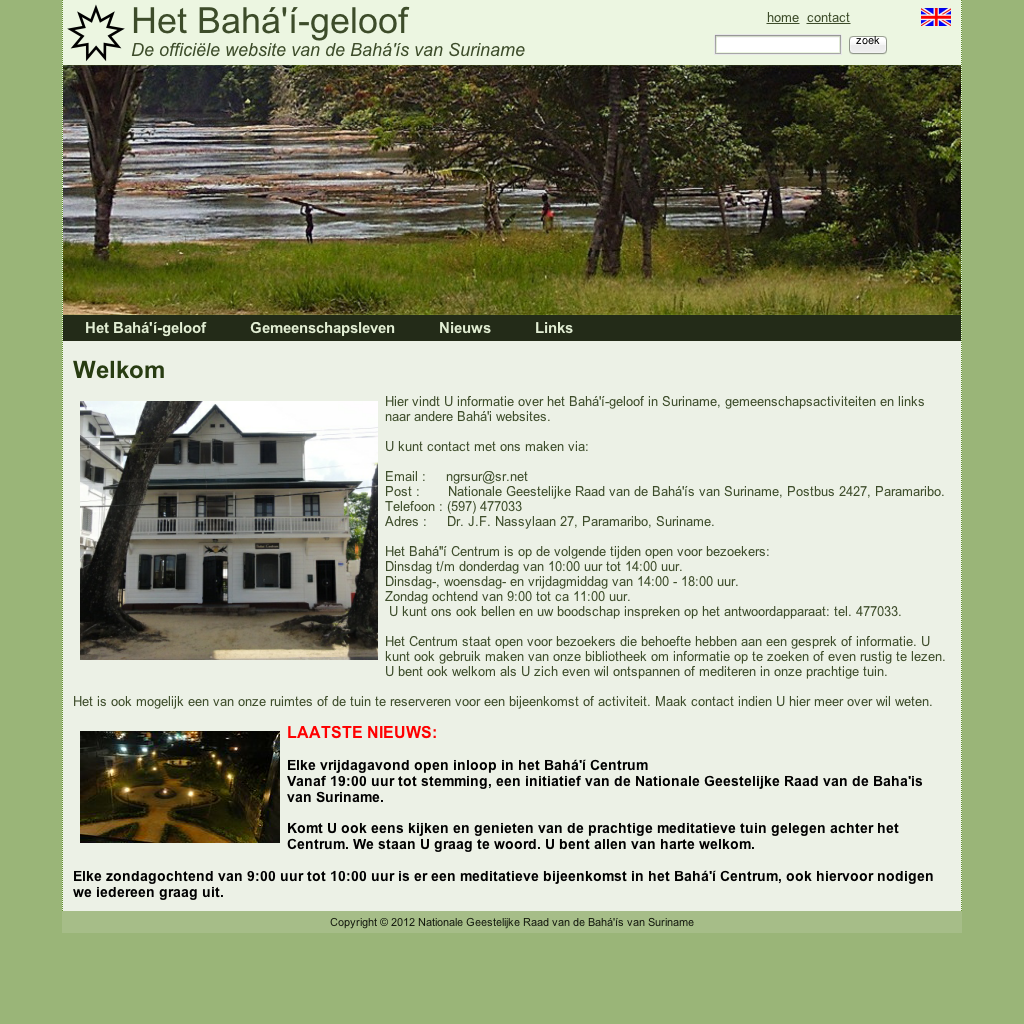 Het Bahá'í-geloof
De officiële website van de Bahá'ís van Suriname
home contact
zoek
Het Bahá'í-geloof Gemeenschapsleven Nieuws Links
Welkom
Hier vindt U informatie over het Bahá'í-geloof in Suriname, gemeenschapsactiviteiten en links
naar andere Bahá'i websites.
U kunt contact met ons maken via:
Email : ngrsur@sr.net
Post : Nationale Geestelijke Raad van de Bahá'ís van Suriname, Postbus 2427, Paramaribo.
Telefoon : (597) 477033
Adres : Dr. J.F. Nassylaan 27, Paramaribo, Suriname.
Het Bahá"í Centrum is op de volgende tijden open voor bezoekers:
Dinsdag t/m donderdag van 10:00 uur tot 14:00 uur.
Dinsdag-, woensdag- en vrijdagmiddag van 14:00 - 18:00 uur.
Zondag ochtend van 9:00 tot ca 11:00 uur.
U kunt ons ook bellen en uw boodschap inspreken op het antwoordapparaat: tel. 477033.
Het Centrum staat open voor bezoekers die behoefte hebben aan een gesprek of informatie. U
kunt ook gebruik maken van onze bibliotheek om informatie op te zoeken of even rustig te lezen.
U bent ook welkom als U zich even wil ontspannen of mediteren in onze prachtige tuin.
Het is ook mogelijk een van onze ruimtes of de tuin te reserveren voor een bijeenkomst of activiteit. Maak contact indien U hier meer over wil weten.
LAATSTE NIEUWS:
Elke vrijdagavond open inloop in het Bahá'í Centrum
Vanaf 19:00 uur tot stemming, een initiatief van de Nationale Geestelijke Raad van de Baha'is
van Suriname.
Komt U ook eens kijken en genieten van de prachtige meditatieve tuin gelegen achter het
Centrum. We staan U graag te woord. U bent allen van harte welkom.
Elke zondagochtend van 9:00 uur tot 10:00 uur is er een meditatieve bijeenkomst in het Bahá'í Centrum, ook hiervoor nodigen
we iedereen graag uit.
Copyright © 2012 Nationale Geestelijke Raad van de Bahá'ís van Suriname